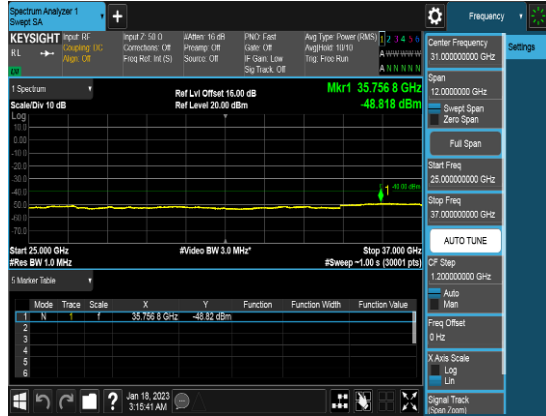 Spectrum Analyzer 1
Swept SA
Frequency
KEYSIGHT
RL
Input: RF
Coupling: DC
Align: Off
Input Z: 50 Ω
Corrections: Off
Freq Ref: Int (S)
#Atten: 16 dB
Preamp: Off
Source: Off
PNO: Fast
Gate: Off
IF Gain: Low
Sig Track: Off
Avg Type: Power (RMS)
Avg|Hold: 10/10
Trig: Free Run
1 2 3 4 5 6
A W W W W W
A N N N N N
1 Spectrum
Scale/Div 10 dB
Log
Ref Lvl Offset 16.00 dB
Ref Level 20.00 dBm
Mkr1 35.756 8 GHz
-48.818 dBm
10.0
0.00
-10.0
-20.0
-30.0
-40.0
-50.0
-60.0
-70.0
1
-40.00 dBm
Start 25.000 GHz
#Res BW 1.0 MHz
#Video BW 3.0 MHz*
Stop 37.000 GHz
#Sweep ~1.00 s (30001 pts)
5 Marker Table
Mode Trace Scale X Y Function Function Width Function Value
1 N 1 f 35.756 8 GHz -48.82 dBm
2
3
4
5
6
Jan 18, 2023
3:15:41 AM
Center Frequency
31.000000000 GHz
Settings
Span
12.0000000 GHz
Swept Span
Zero Span
Full Span
Start Freq
25.000000000 GHz
Stop Freq
37.000000000 GHz
AUTO TUNE
CF Step
1.200000000 GHz
Auto
Man
Freq Offset
0 Hz
X Axis Scale
Log
Lin
Signal Track
(Span Zoom)